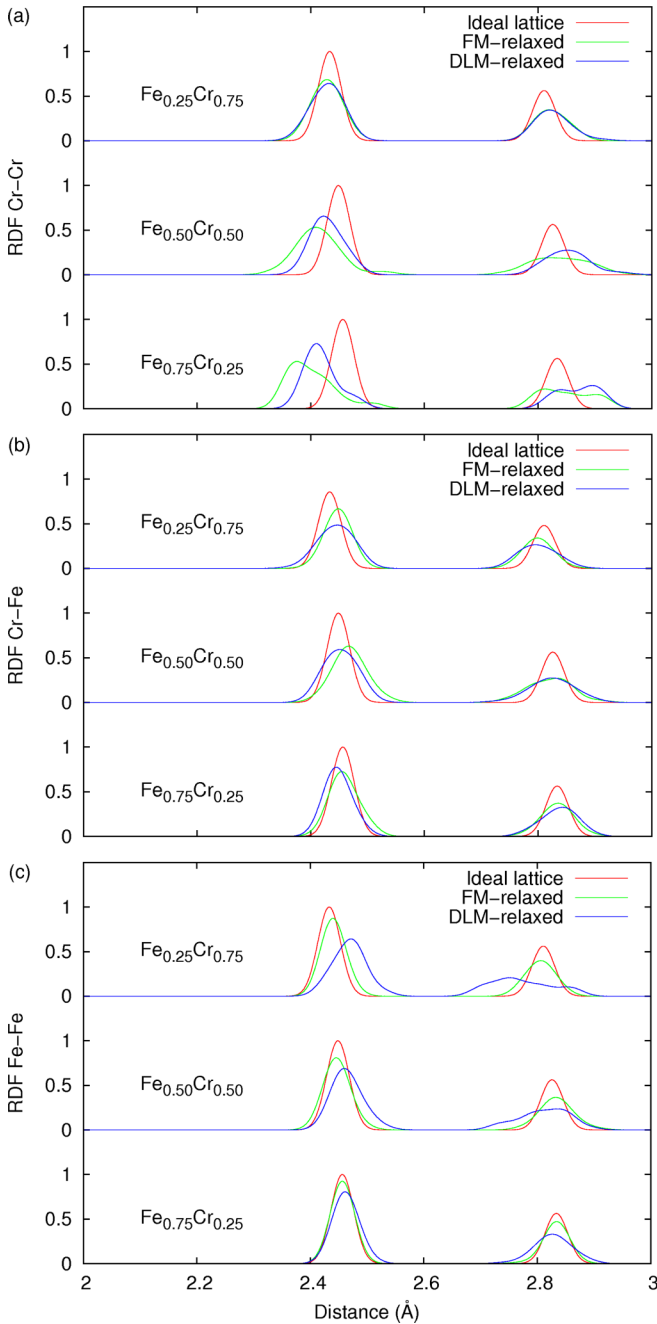 (a)
Ideal lattice
FM−relaxed
DLM−relaxed
Fe0.25Cr0.75
Fe0.50Cr0.50
Fe0.75Cr0.25
RDF Cr−Cr
1
0.5
0
1
0.5
0
1
0.5
0
(b)
Ideal lattice
FM−relaxed
DLM−relaxed
Fe0.25Cr0.75
Fe0.50Cr0.50
Fe0.75Cr0.25
RDF Cr−Fe
1
0.5
0
1
0.5
0
1
0.5
0
(c)
Ideal lattice
FM−relaxed
DLM−relaxed
Fe0.25Cr0.75
Fe0.50Cr0.50
Fe0.75Cr0.25
RDF Fe−Fe
1
0.5
0
1
0.5
0
1
0.5
0
2 2.2 2.4 2.6 2.8 3
Distance (Å)